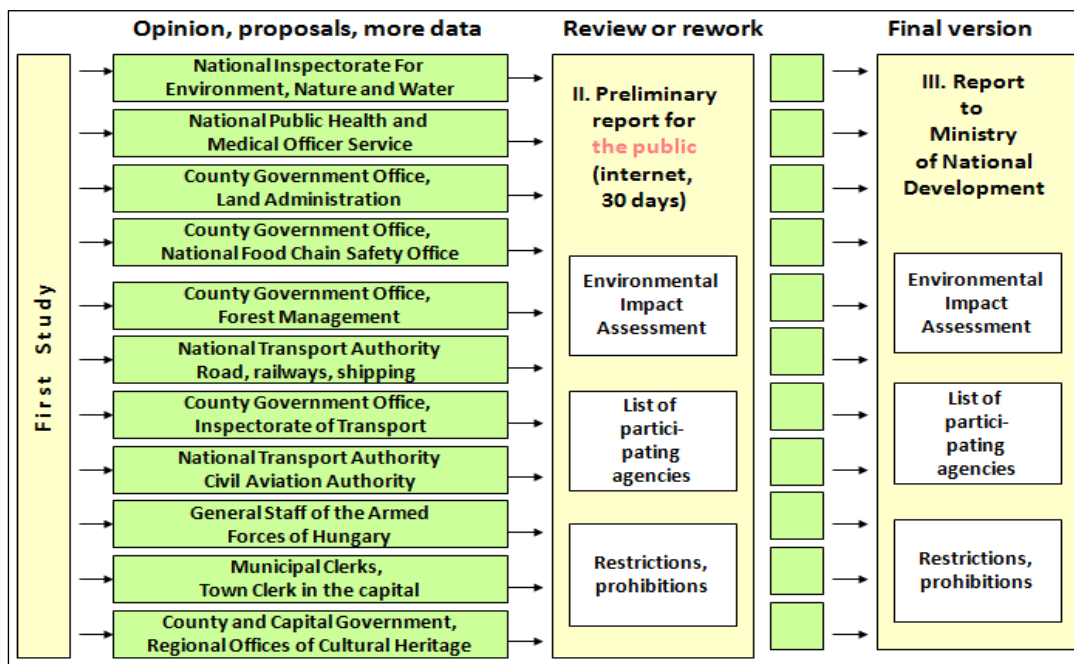 Opinion, proposals, more data
Review or rework
Final version
First Study
National Inspectorate For
Environment, Nature and Water
National Public Health and
Medical Officer Service
County Government Office,
Land Administration
County Government Office,
National Food Chain Safety Office
County Government Office,
Forest Management
National Transport Authority
Road, railways, shipping
County Government Office,
Inspectorate of Transport
National Transport Authority
Civil Aviation Authority
General Staff of the Armed
Forces of Hungary
Municipal Clerks,
Town Clerk in the capital
County and Capital Government,
Regional Offices of Cultural Heritage
II. Preliminary
report for
the public
(internet,
30 days)
Environmental
Impact
Assessment
List of
partici-
pating
agencies
Restrictions,
prohibitions
III. Report
to
Ministry
of National
Development
Environmental
Impact
Assessment
List of
partici-
pating
agencies
Restrictions,
prohibitions